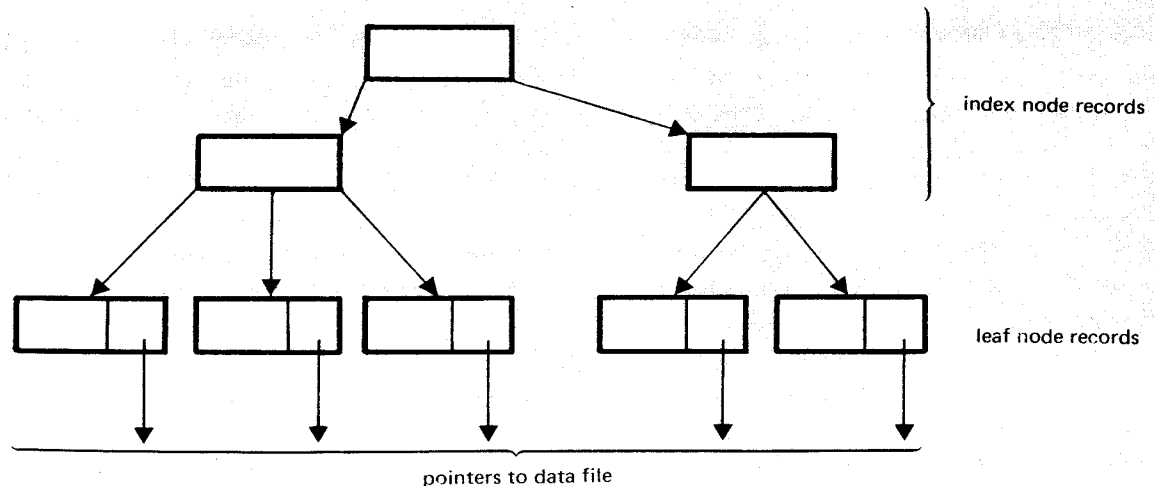 index node records
leaf node records
pointers to data file